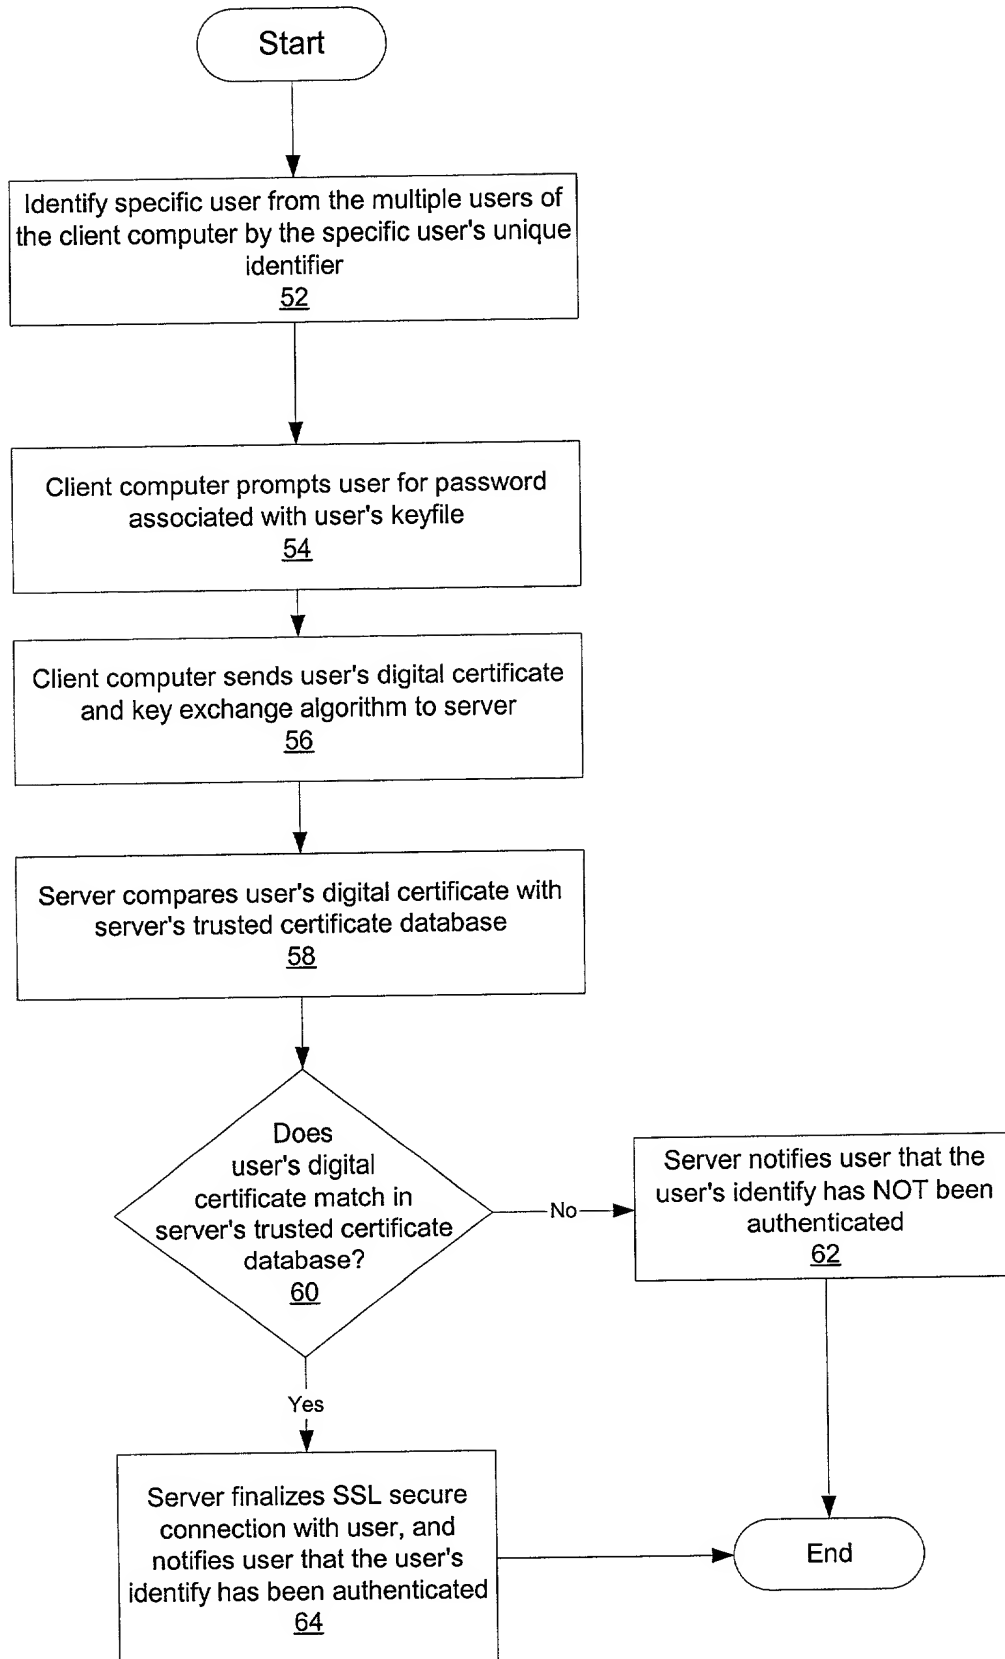 Start
Identify specific user from the multiple users of
the client computer by the specific user's unique
identifier
52
Client computer prompts user for password
associated with user's keyfile
54
Client computer sends user's digital certificate
and key exchange algorithm to server
56
Server compares user's digital certificate with
server's trusted certificate database
58
Does
user's digital
certificate match in
server's trusted certificate
database?
60
No
Server notifies user that the
user's identify has NOT been
authenticated
62
Yes
Server finalizes SSL secure
connection with user, and
notifies user that the user's
identify has been authenticated
64
End